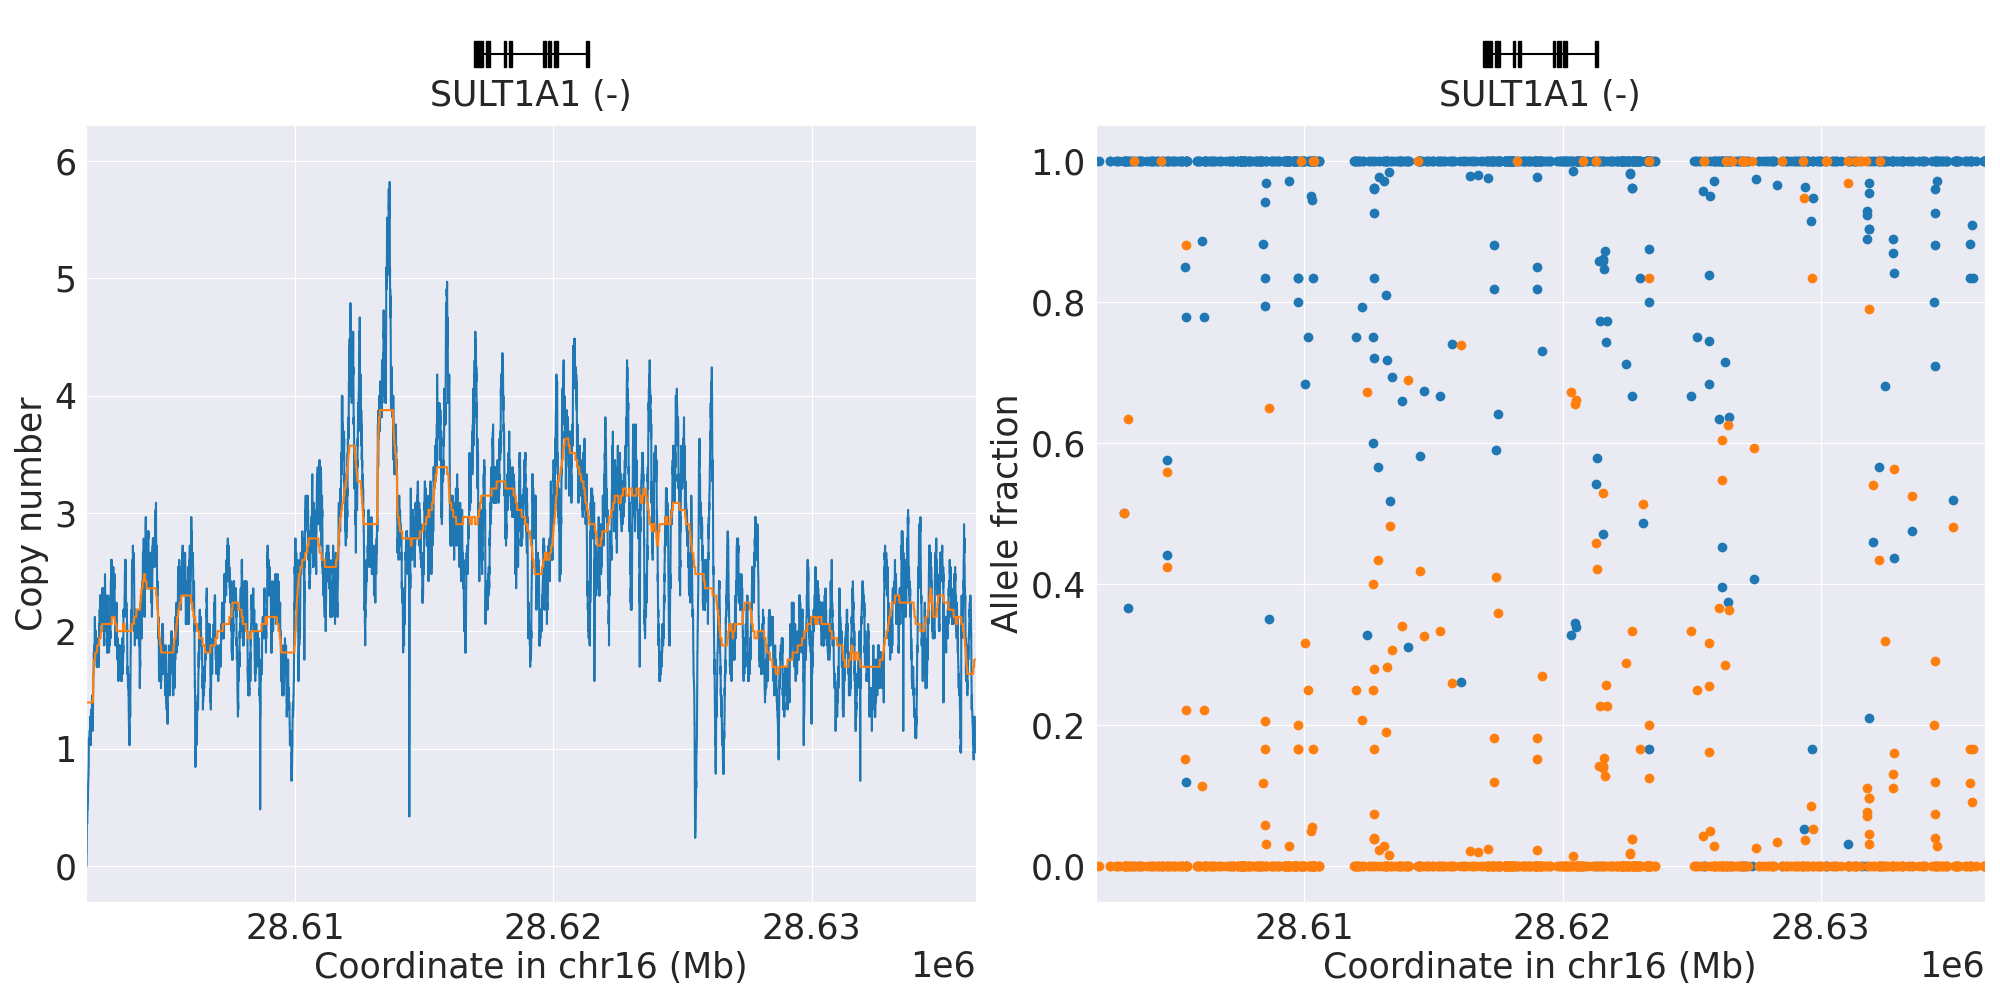 SULT1A1 (-)
6
5
4
3
2
1
0
Copy number
28.61
28.62
28.63
Coordinate in chr16 (Mb)
1e6
SULT1A1 (-)
1.0
0.8
0.6
0.4
0.2
0.0
Allele fraction
28.61
28.62
28.63
Coordinate in chr16 (Mb)
1e6